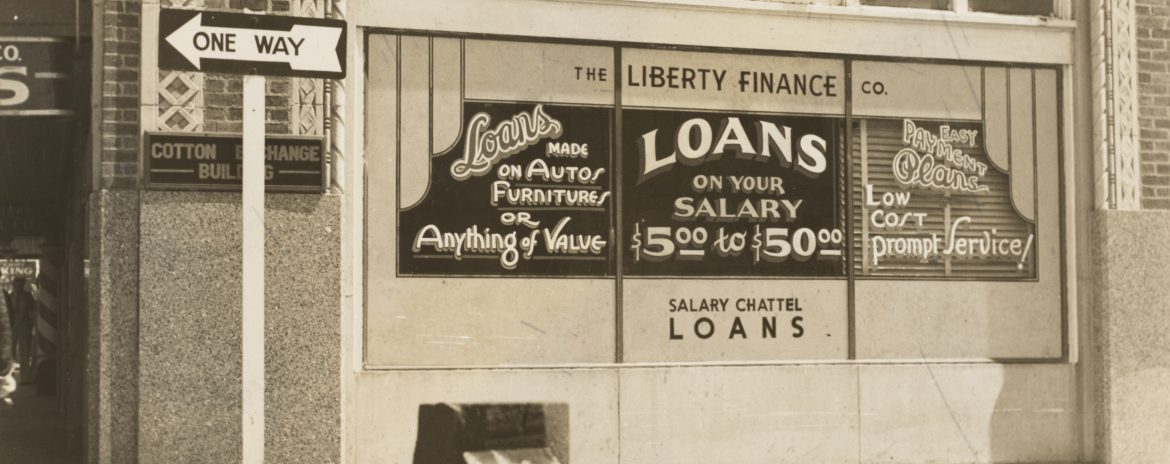 CO.
S
ONE WAY
COTTON EXCHANGE
BUILDING
THE LIBERTY FINANCE CO.
Loans
MADE
ON AUTOS
FURNITURES
OR
Anything of VALUE
LOANS
ON YOUR
SALARY
$5.00 to $50.00
EASY
PAYMENT
Plans
LOW
COST
prompt Service!
SALARY CHATTEL
LOANS